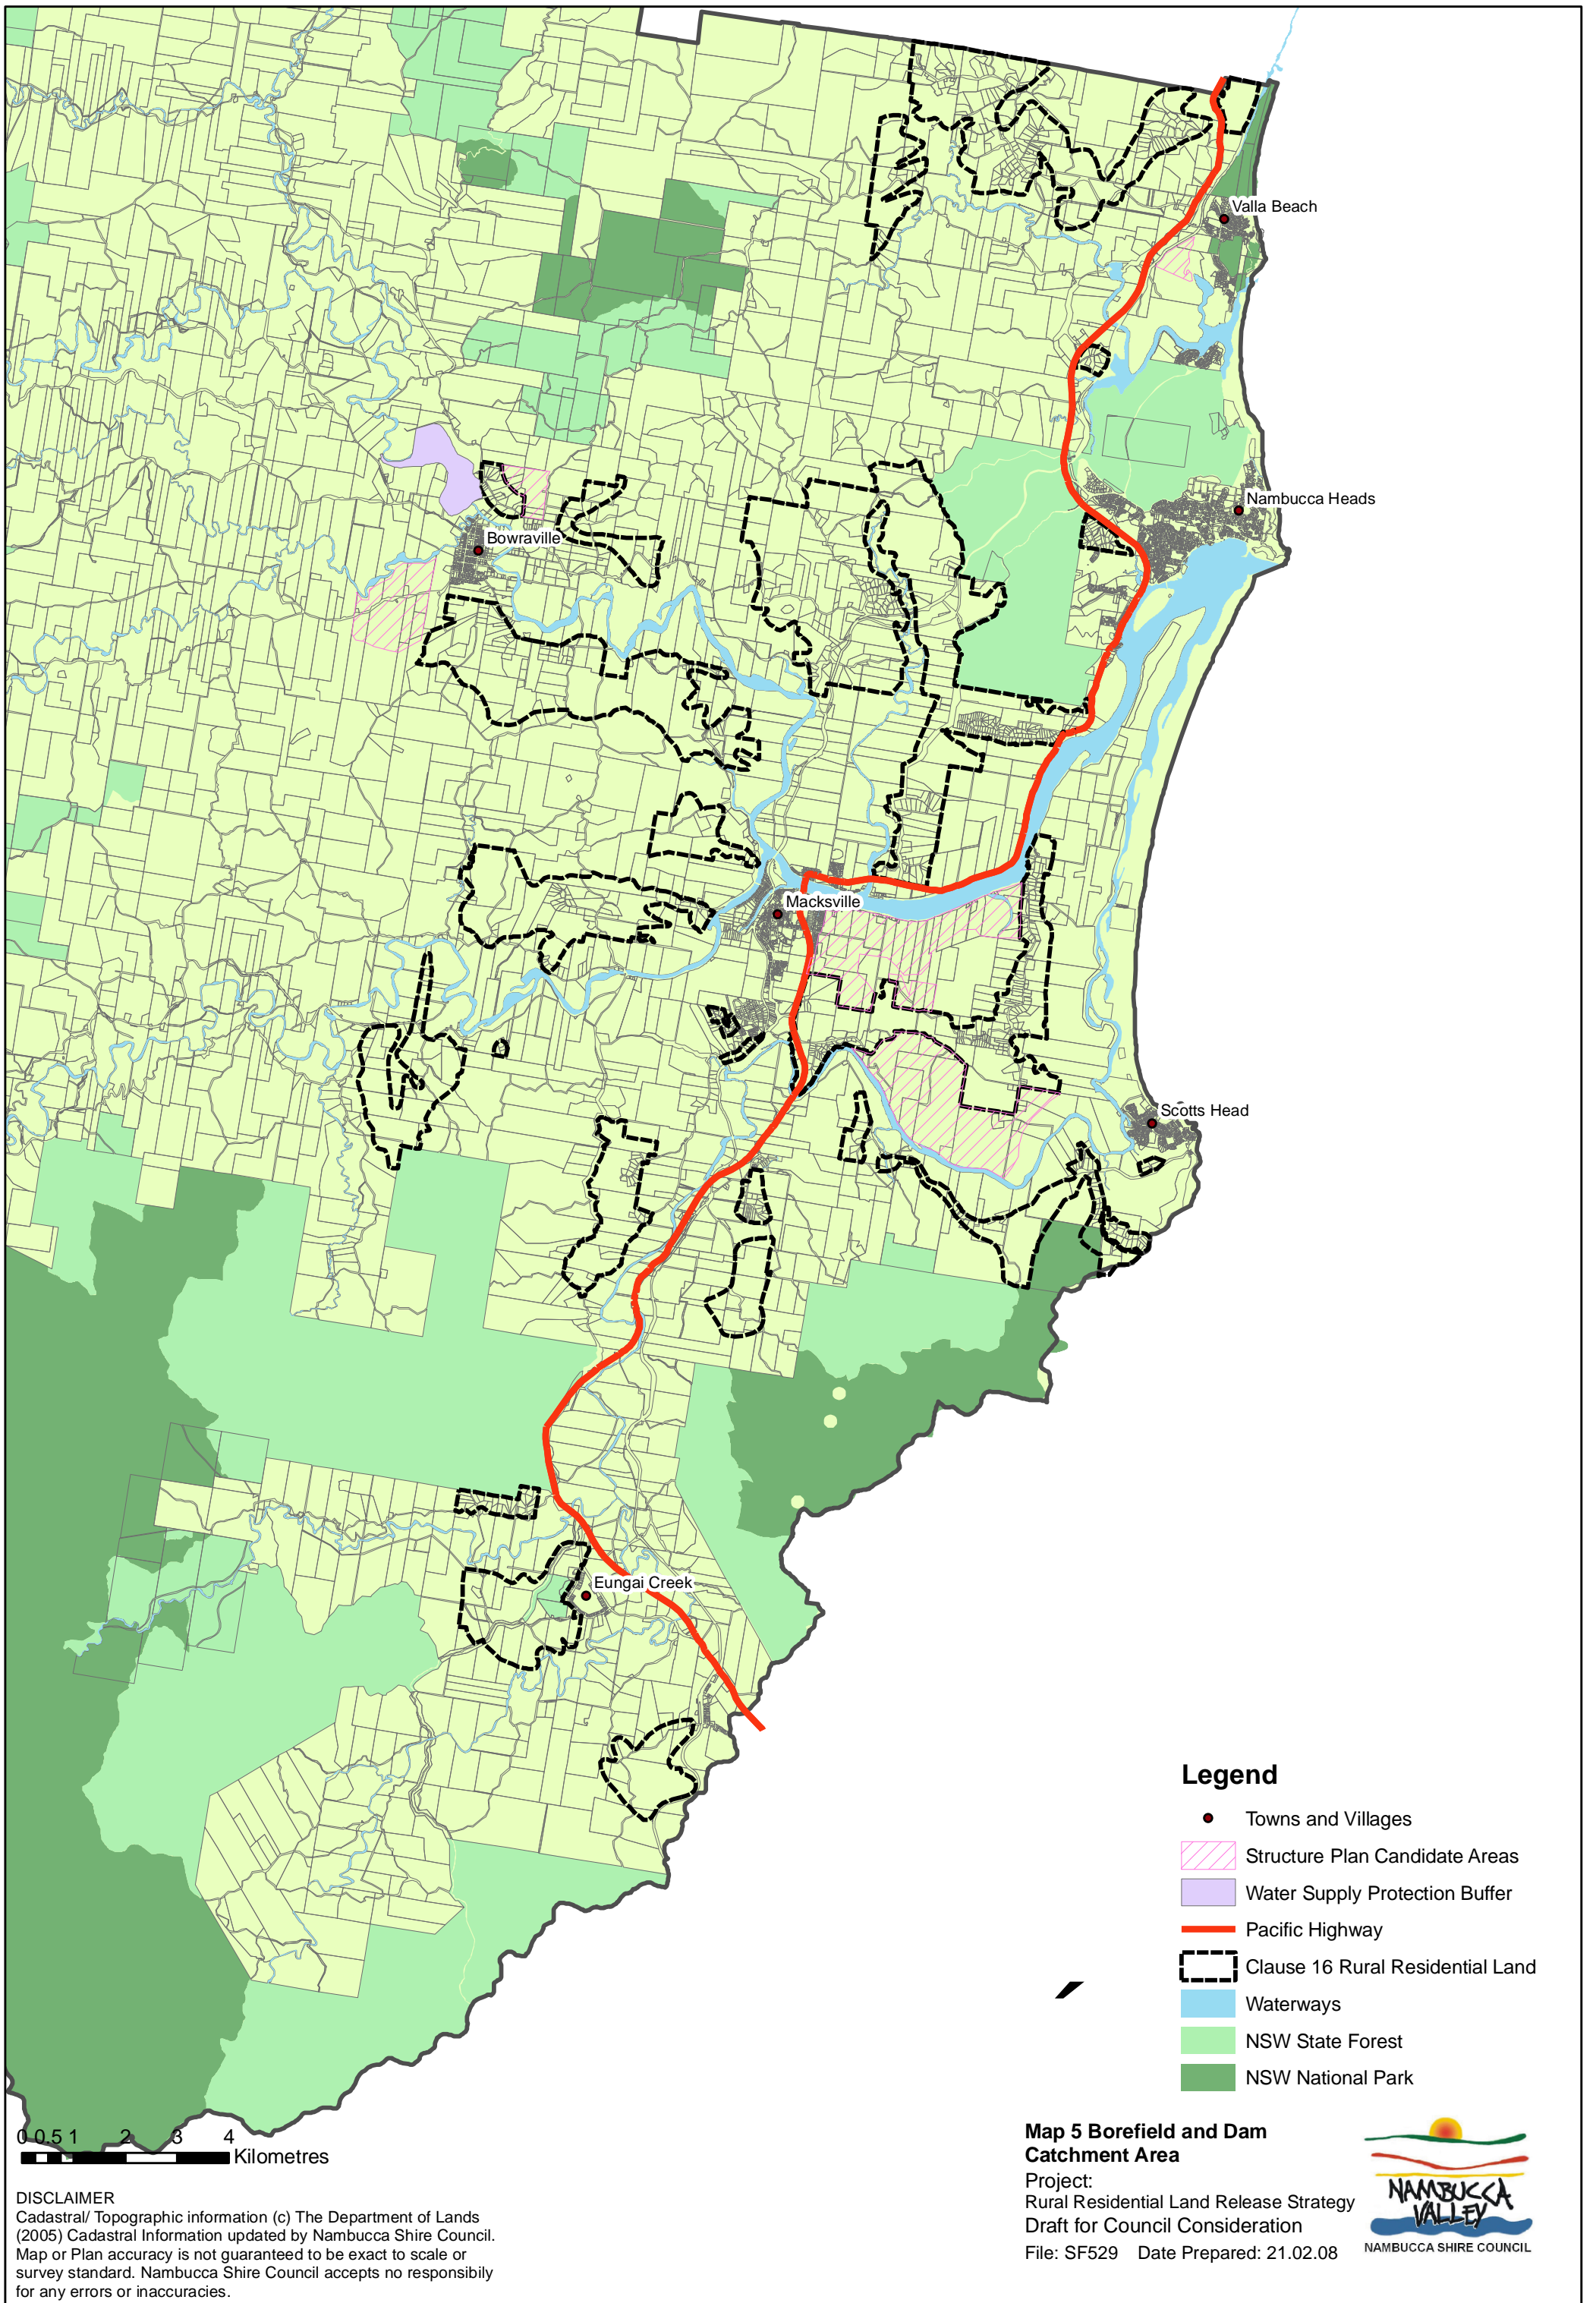 Valla Beach
Nambucca Heads
Bowraville
Macksville
Scotts Head
Eungai Creek
Legend
Towns and Villages
Structure Plan Candidate Areas
Water Supply Protection Buffer
Pacific Highway
Clause 16 Rural Residential Land
Waterways
NSW State Forest
NSW National Park
0 0.5 1 2 3 4
Kilometres
DISCLAIMER
Cadastral/ Topographic information (c) The Department of Lands
(2005) Cadastral Information updated by Nambucca Shire Council.
Map or Plan accuracy is not guaranteed to be exact to scale or
survey standard. Nambucca Shire Council accepts no responsibily
for any errors or inaccuracies.
Map 5 Borefield and Dam
Catchment Area
Project:
Rural Residential Land Release Strategy
Draft for Council Consideration
File: SF529 Date Prepared: 21.02.08
NAMBUCCA
VALLEY
NAMBUCCA SHIRE COUNCIL